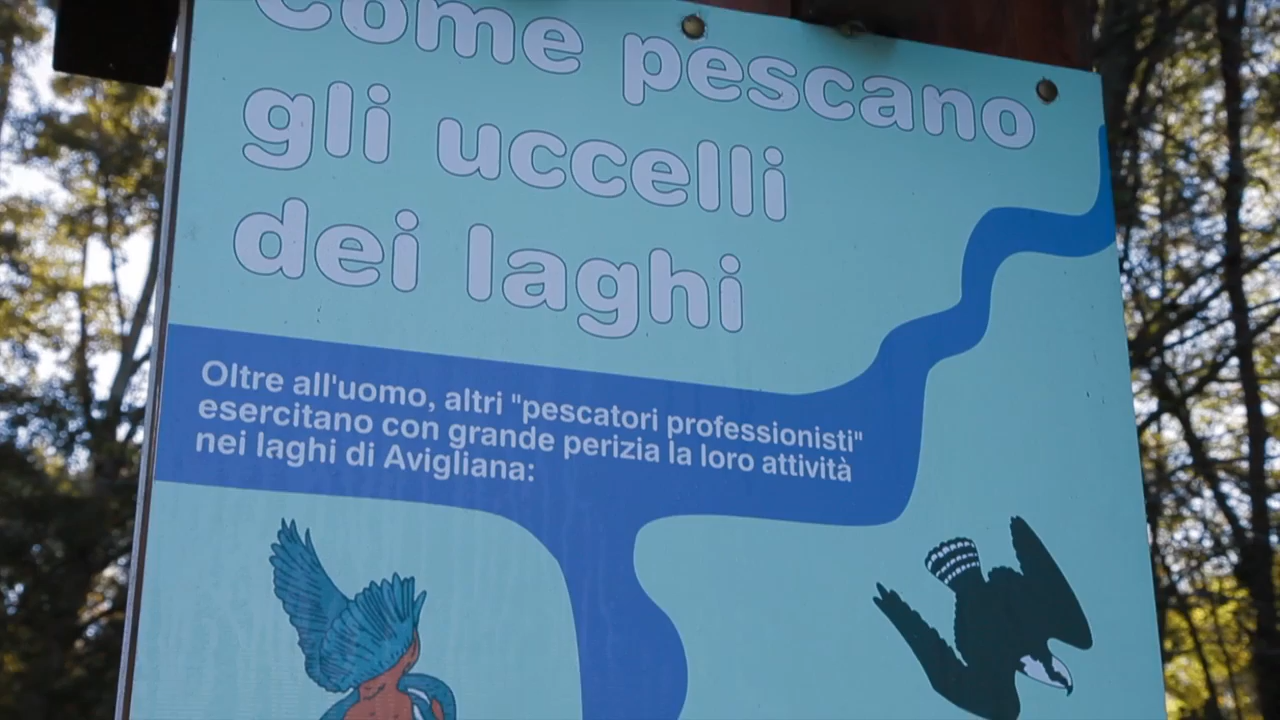 Come pescano
gli uccelli
dei laghi
Oltre all'uomo, altri "pescatori professionisti"
esercitano con grande perizia la loro attività
nei laghi di Avigliana: